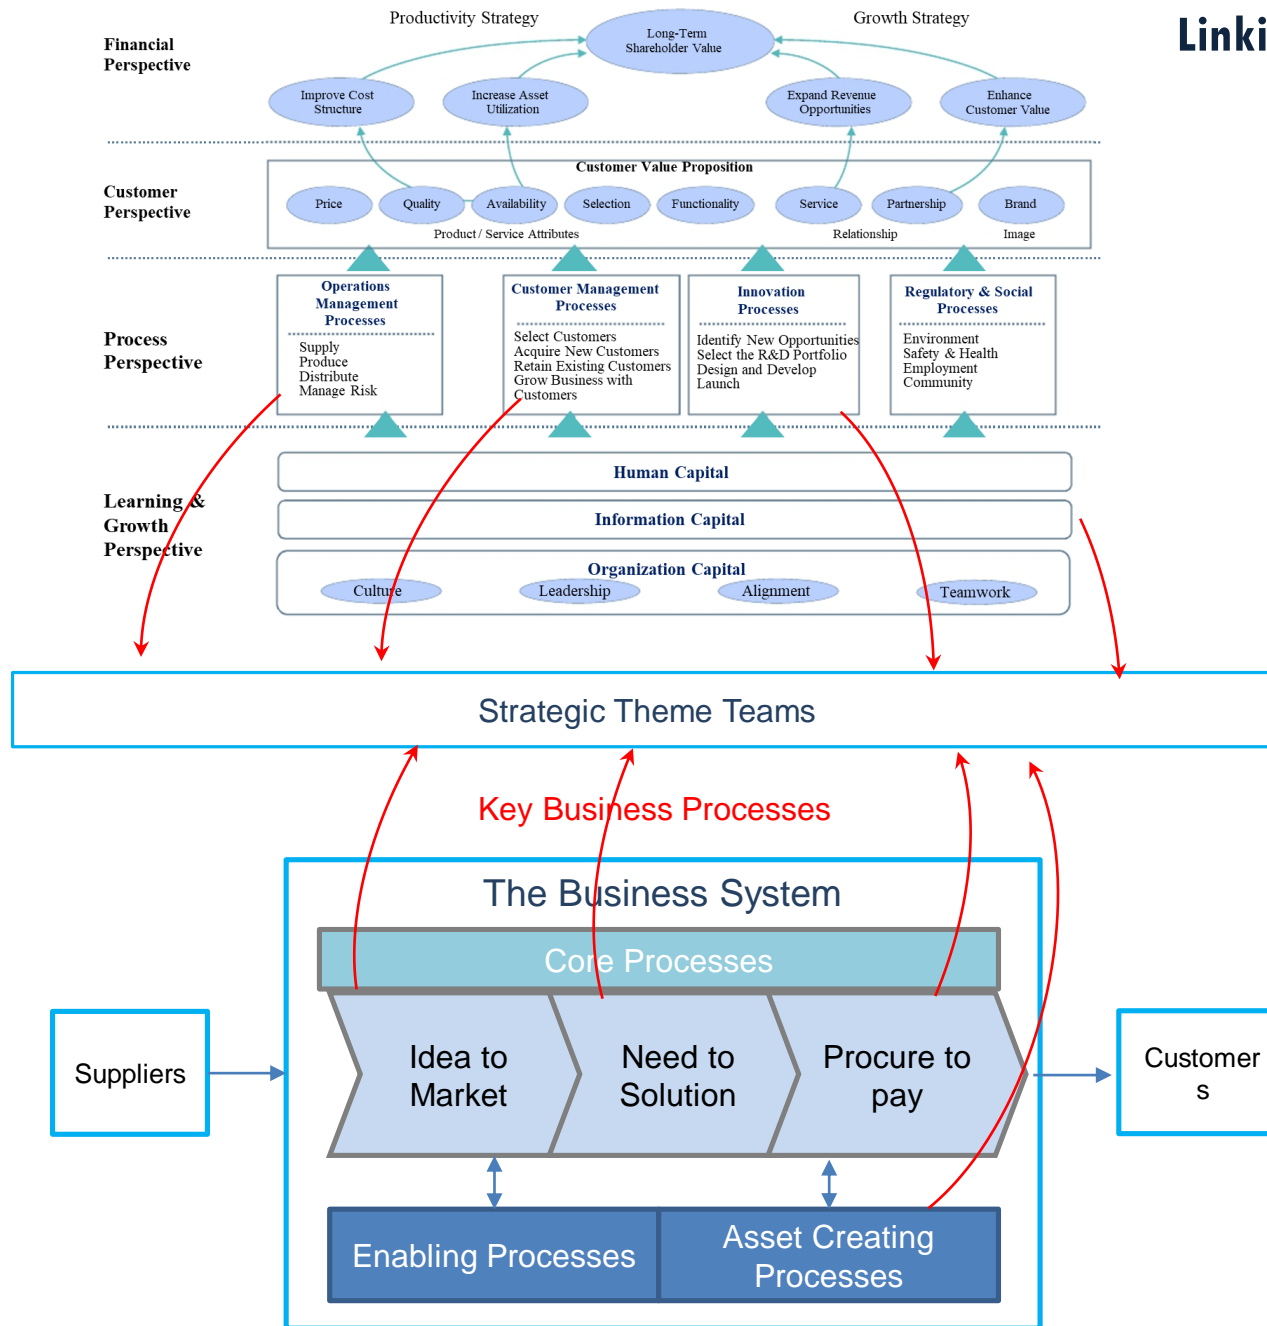 Productivity Strategy
Growth Strategy
Linki
Financial
Perspective
Long-Term
Shareholder Value
Improve Cost
Structure
Increase Asset
Utilization
Expand Revenue
Opportunities
Enhance
Customer Value
Customer
Perspective
Customer Value Proposition
Price
Quality
Availability
Selection
Functionality
Service
Partnership
Brand
Product / Service Attributes
Relationship
Image
Process
Perspective
Operations
Management
Processes
Supply
Produce
Distribute
Manage Risk
Customer Management
Processes
Select Customers
Acquire New Customers
Retain Existing Customers
Grow Business with
Customers
Innovation
Processes
Identify New Opportunities
Select the R&D Portfolio
Design and Develop
Launch
Regulatory & Social
Processes
Environment
Safety & Health
Employment
Community
Learning &
Growth
Perspective
Human Capital
Information Capital
Organization Capital
Culture
Leadership
Alignment
Teamwork
Strategic Theme Teams
Key Business Processes
The Business System
Core Processes
Suppliers
Idea to
Market
Need to
Solution
Procure to
pay
Customer
s
Enabling Processes
Asset Creating
Processes